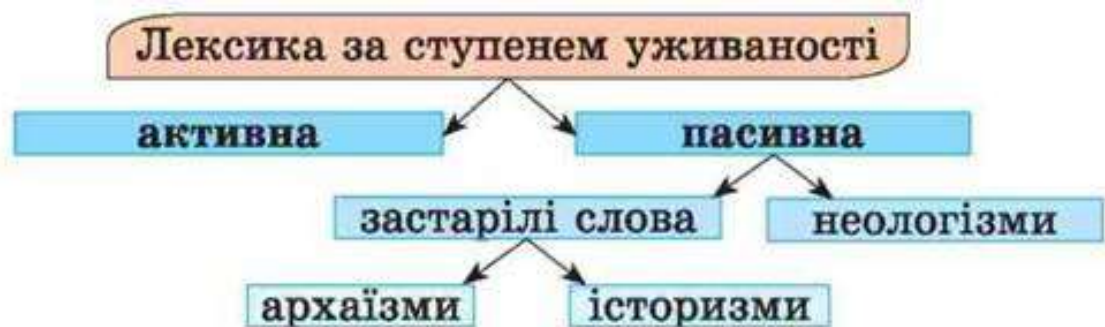 Лексика за ступенем уживаності
активна
пасивна
застарілі слова
неологізми
архаїзми
історизми